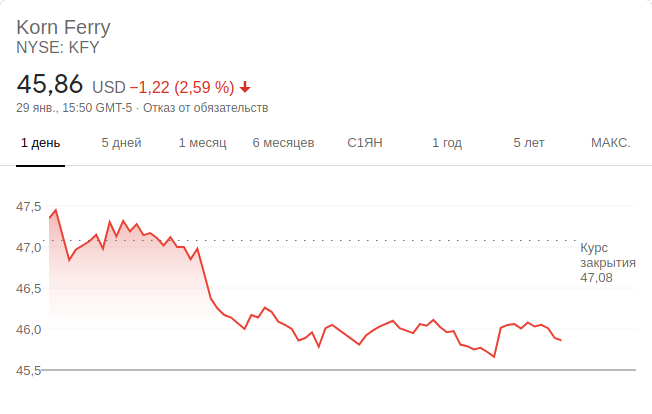 Korn Ferry
NYSE: KFY
45,86 USD −1,22 (2,59 %)
29 янв., 15:50 GMT-5 · Отказ от обязательств
1 день 5 дней 1 месяц 6 месяцев С1ЯН 1 год 5 лет МАКС.
47,5
47,0
46,5
46,0
45,5
Курс
закрытия
47,08